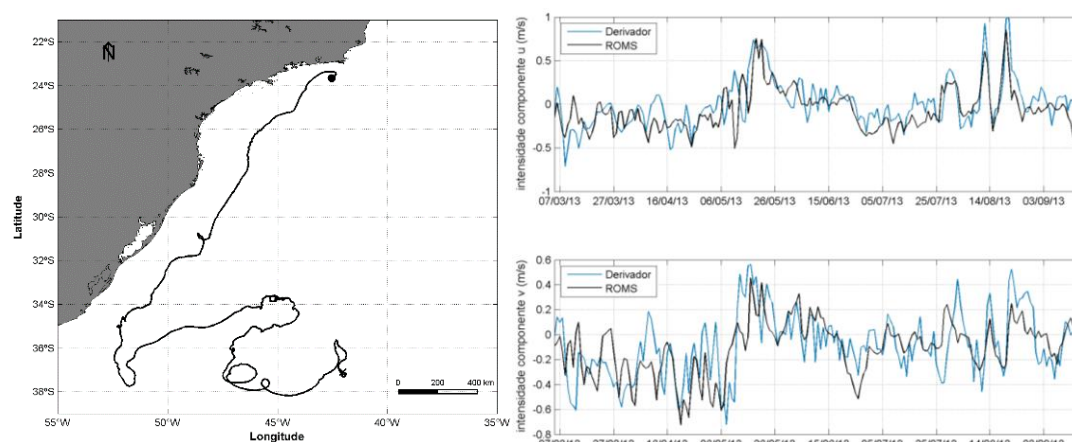 22°S
24°S
26°S
28°S
30°S
32°S
34°S
36°S
38°S
Latitude
N
0 200 400 km
55°W 50°W 45°W 40°W 35°W
Longitude
intensidade componente u (m/s)
1
0.5
0
-0.5
-1
Derivador
ROMS
07/03/13 27/03/13 16/04/13 06/05/13 26/05/13 15/06/13 05/07/13 25/07/13 14/08/13 03/09/13
intensidade componente v (m/s)
0.6
0.4
0.2
0
-0.2
-0.4
-0.6
-0.8
Derivador
ROMS